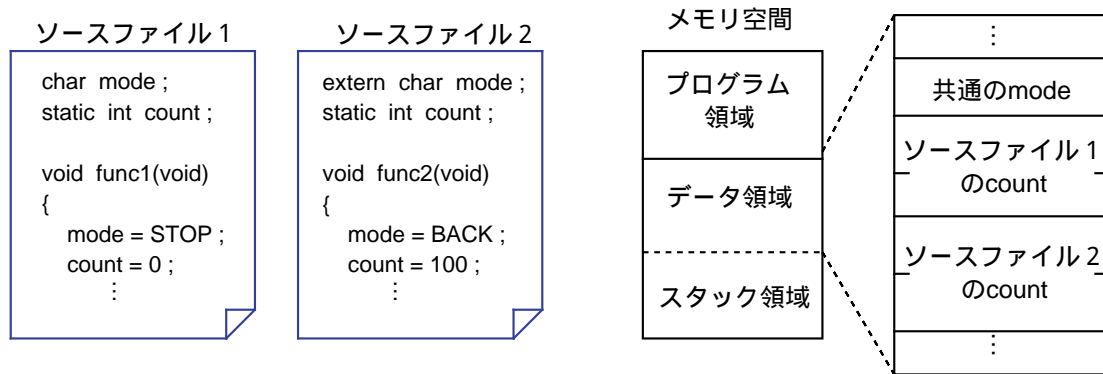 ソースファイル 1
char mode ;
static int count ;
void func1(void)
{
mode = STOP ;
count = 0 ;
⋮
ソースファイル 2
extern char mode ;
static int count ;
void func2(void)
{
mode = BACK ;
count = 100 ;
⋮
メモリ空間
プログラム
領域
データ領域
スタック領域
⋮
共通のmode
ソースファイル 1
のcount
ソースファイル 2
のcount
⋮